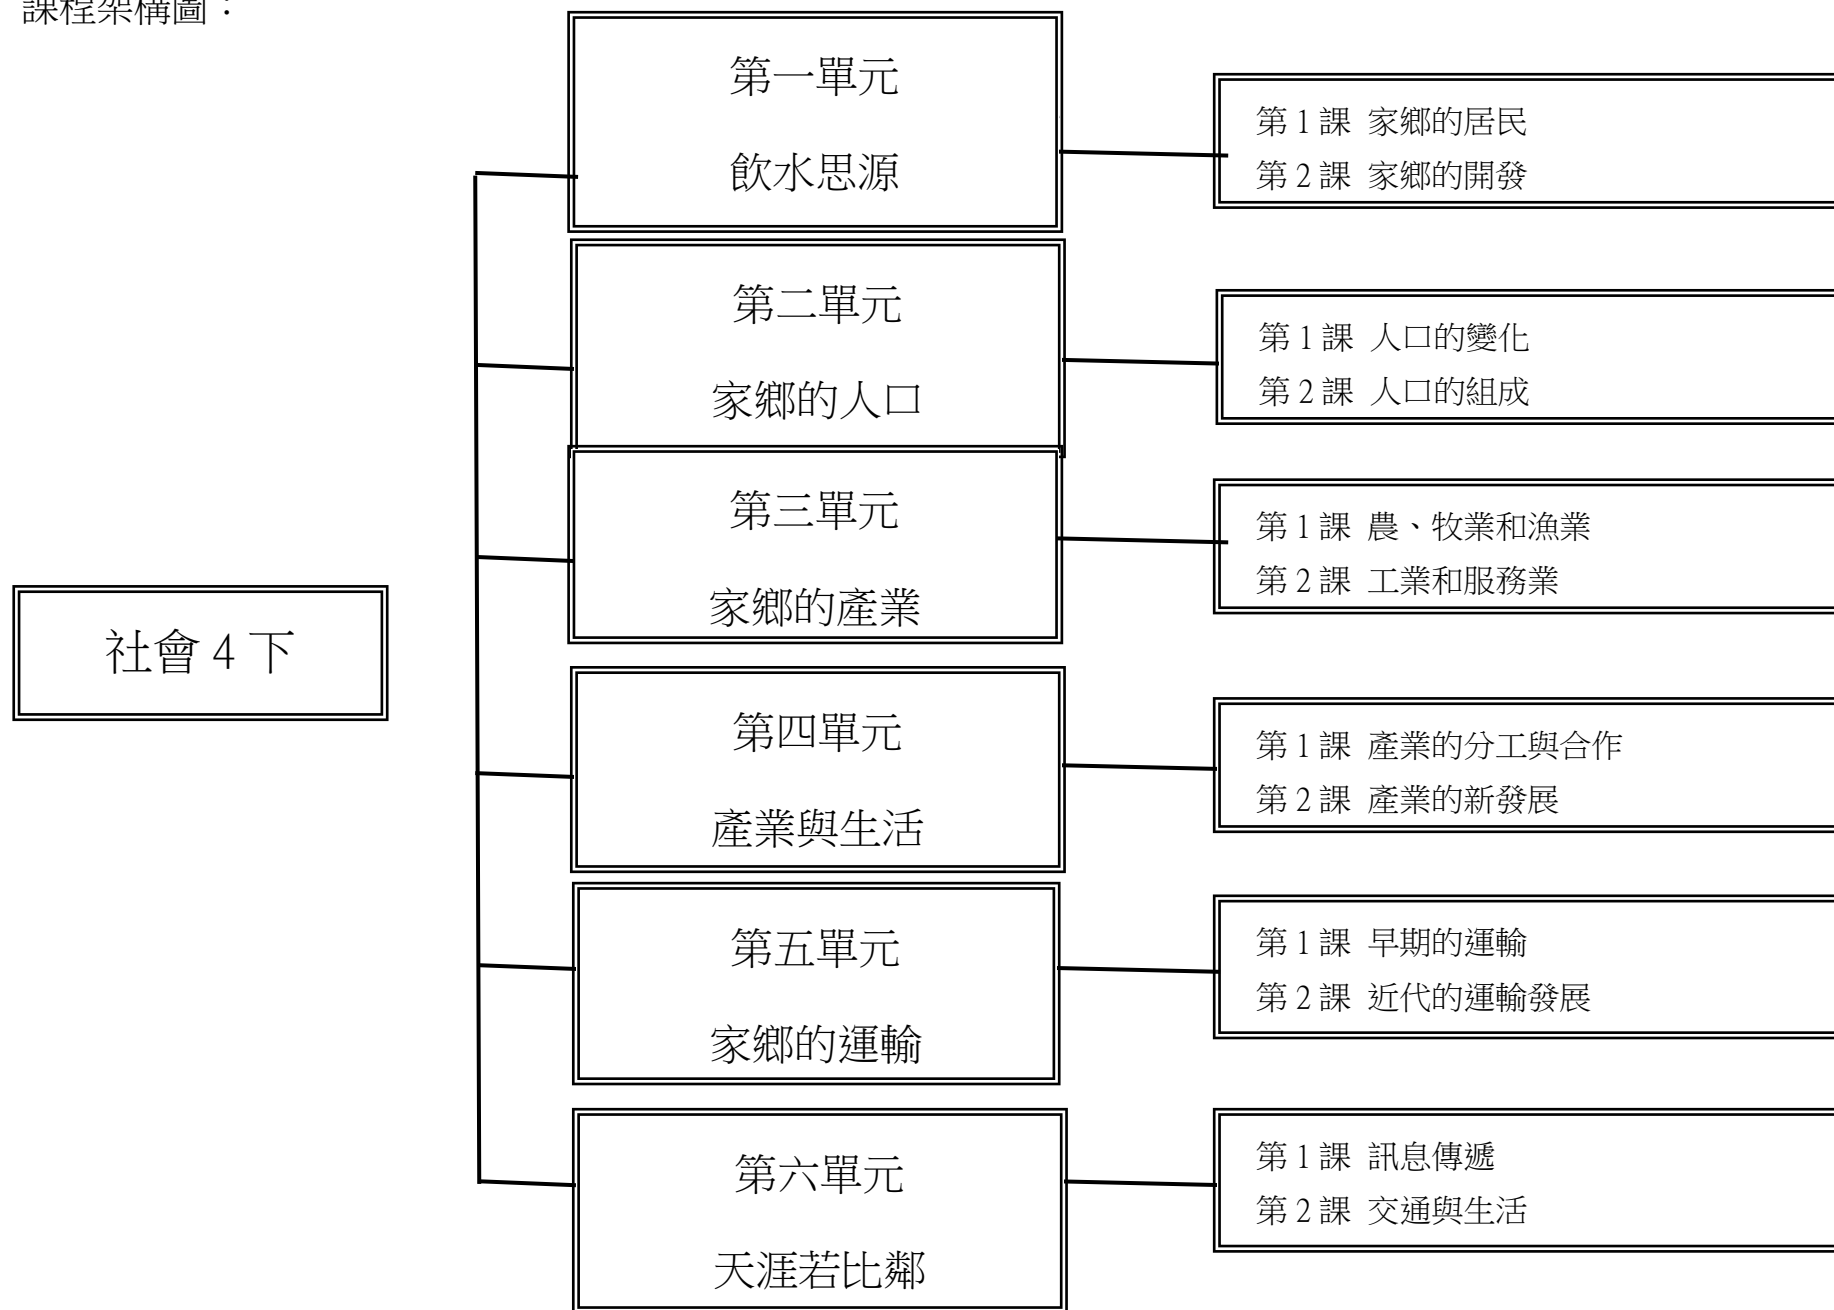 課程架構圖：
社會 4 下
第一單元
飲水思源
第 1 課 家鄉的居民
第 2 課 家鄉的開發
第二單元
家鄉的人口
第 1 課 人口的變化
第 2 課 人口的組成
第三單元
家鄉的產業
第 1 課 農、牧業和漁業
第 2 課 工業和服務業
第四單元
產業與生活
第 1 課 產業的分工與合作
第 2 課 產業的新發展
第五單元
家鄉的運輸
第 1 課 早期的運輸
第 2 課 近代的運輸發展
第六單元
天涯若比鄰
第 1 課 訊息傳遞
第 2 課 交通與生活